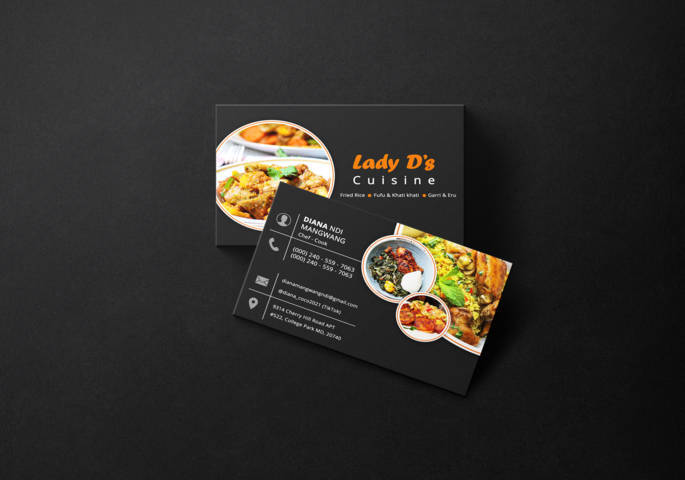 Lady D's
Cuisine
Fried Rice ● Fufu & Khati khati ● Garri & Eru
DIANA NDI
MANGWANG
Chef - Cook
(000) 240 - 559 - 7063
(000) 240 - 559 - 7063
dianamangwangndi@gmail.com
@diana_coco2021 (TikTok)
9314 Cherry Hill Road APT
#522, College Park MD, 20740